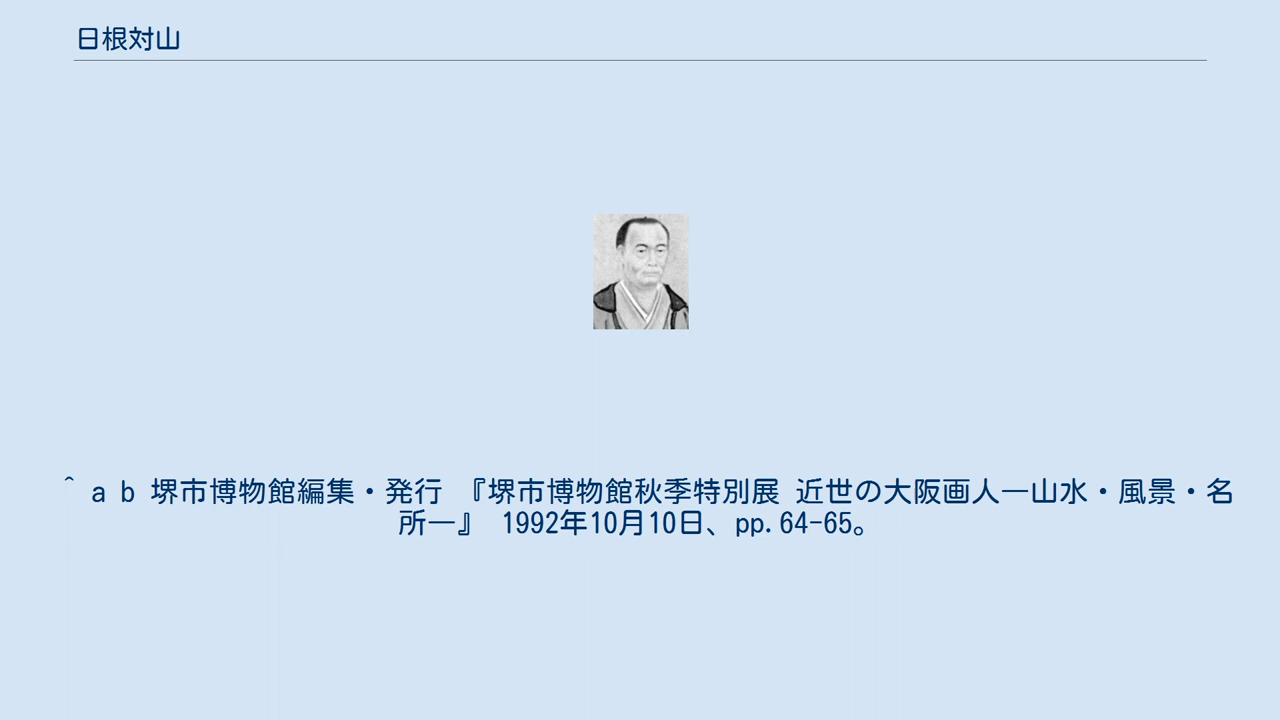 日根対山
^ a b 堺市博物館編集・発行 『堺市博物館秋季特別展 近世の大阪画人―山水・風景・名
所―』 1992年10月10日、pp.64-65。